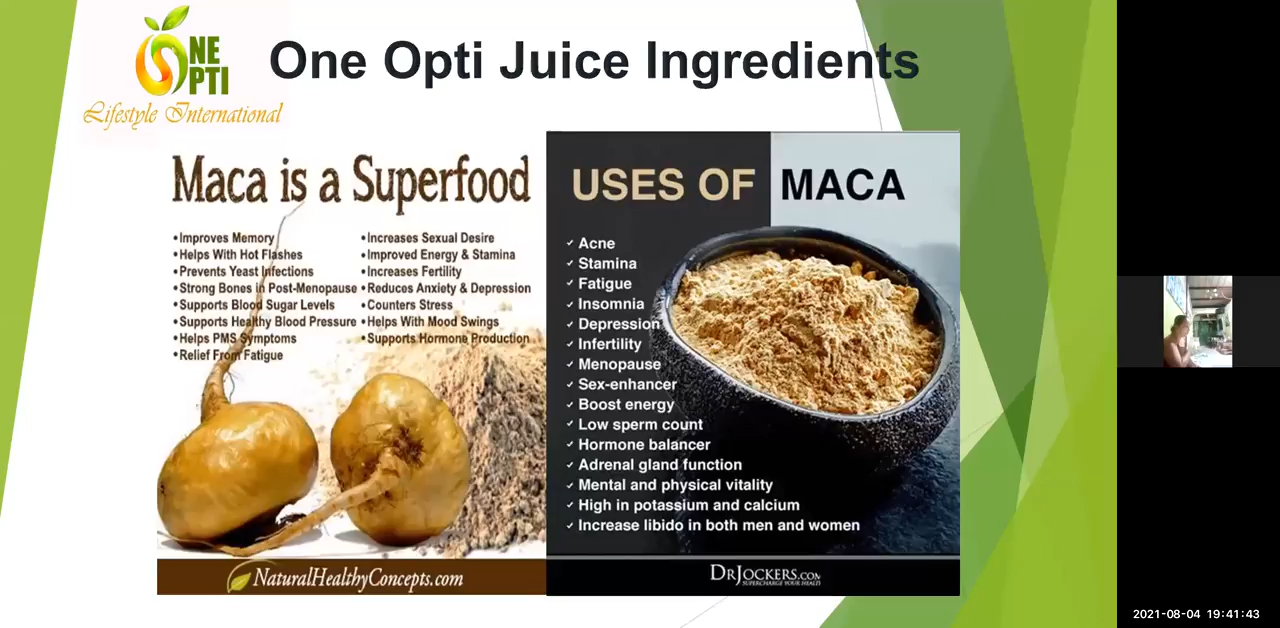 NE
PTI
Lifestyle International
One Opti Juice Ingredients
Maca is a Superfood
•Improves Memory
•Helps With Hot Flashes
•Prevents Yeast Infections
•Strong Bones in Post-Menopause
•Supports Blood Sugar Levels
•Supports Healthy Blood Pressure
•Helps PMS Symptoms
•Relief From Fatigue
•Increases Sexual Desire
•Improved Energy & Stamina
•Increases Fertility
•Reduces Anxiety & Depression
•Counters Stress
•Helps With Mood Swings
•Supports Hormone Production
NaturalHealthyConcepts.com
USES OF MACA
✓ Acne
✓ Stamina
✓ Fatigue
✓ Insomnia
✓ Depression
✓ Infertility
✓ Menopause
✓ Sex-enhancer
✓ Boost energy
✓ Low sperm count
✓ Hormone balancer
✓ Adrenal gland function
✓ Mental and physical vitality
✓ High in potassium and calcium
✓ Increase libido in both men and women
DRJOCKERS.COM
SUPERCHARGE YOUR HEALTH
2021-08-04 19:41:43